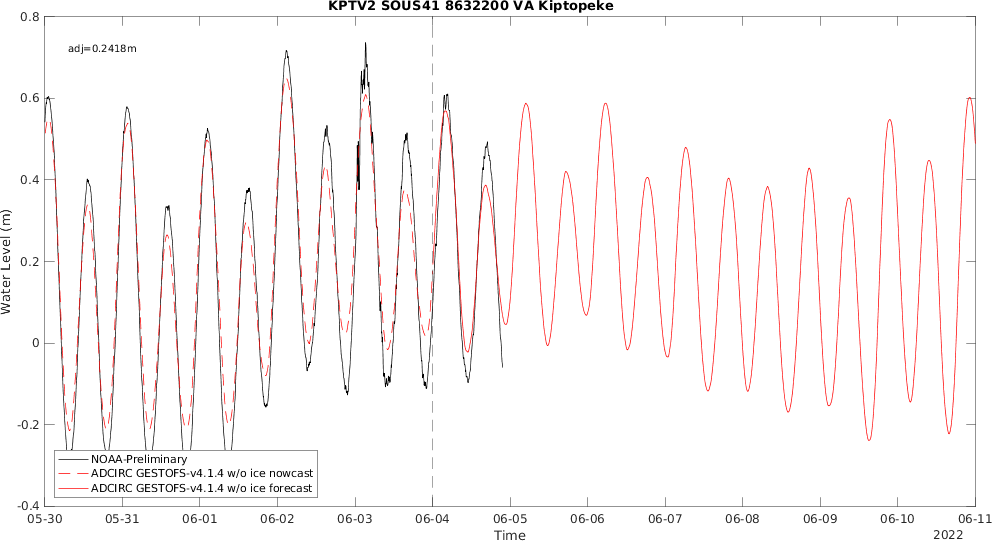 KPTV2 SOUS41 8632200 VA Kiptopeke
adj=0.2418m
0.8
0.6
0.4
0.2
0
-0.2
-0.4
Water Level (m)
NOAA-Preliminary
ADCIRC GESTOFS-v4.1.4 w/o ice nowcast
ADCIRC GESTOFS-v4.1.4 w/o ice forecast
05-30 05-31 06-01 06-02 06-03 06-04 06-05 06-06 06-07 06-08 06-09 06-10 06-11
Time
2022